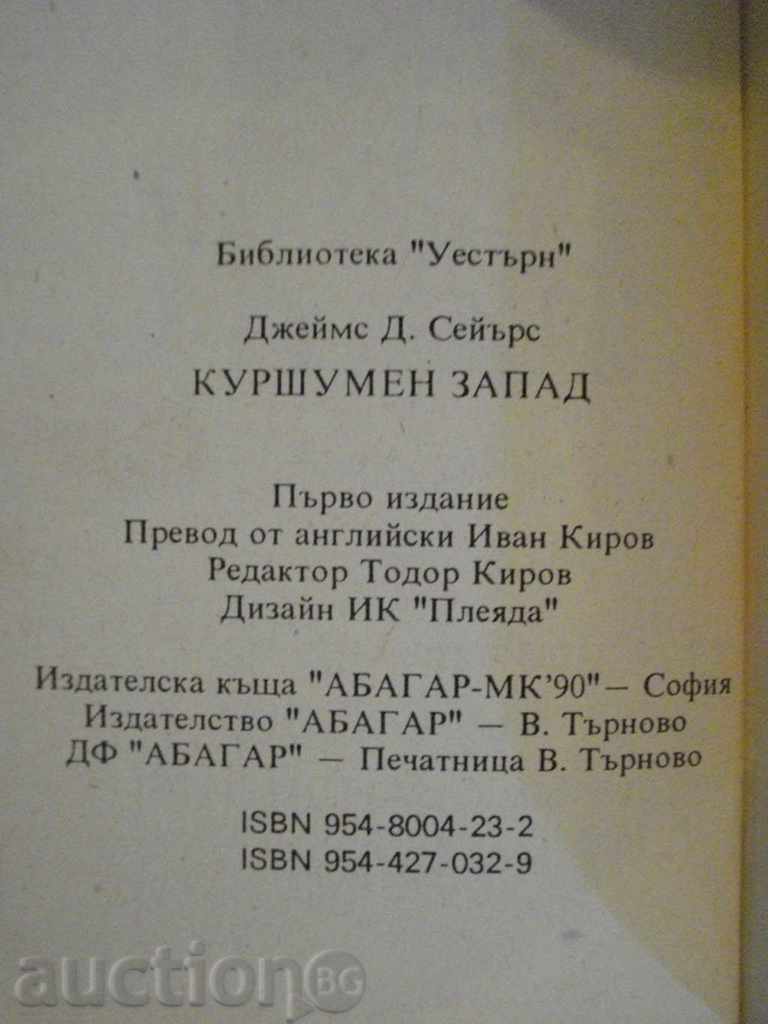 Библиотека "Уестърн"
Джеймс Д. Сейърс
КУРШУМЕН ЗАПАД
Първо издание
Превод от английски Иван Киров
Редактор Тодор Киров
Дизайн ИК "Плеяда"
Издателска къща "АБАГАР-МК'90" — София
Издателство "АБАГАР" — В. Търново
ДФ "АБАГАР" — Печатница В. Търново
ISBN 954-8004-23-2
ISBN 954-427-032-9
auction BG